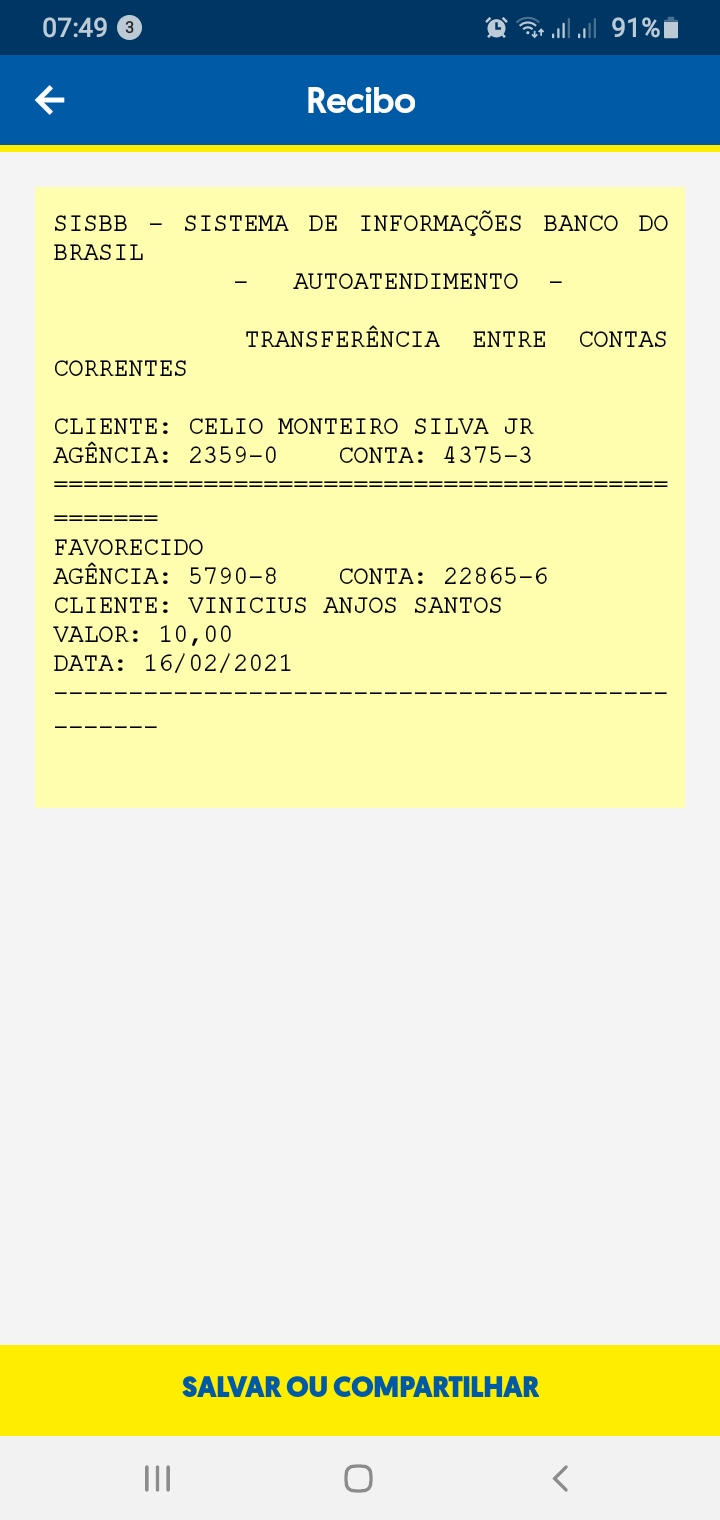 07:49 3 91%
Recibo
SISBB - SISTEMA DE INFORMAÇÕES BANCO DO
BRASIL
- AUTOATENDIMENTO -
TRANSFERÊNCIA ENTRE CONTAS
CORRENTES
CLIENTE: CELIO MONTEIRO SILVA JR
AGÊNCIA: 2359-0 CONTA: 4375-3
=========================================
=======
FAVORECIDO
AGÊNCIA: 5790-8 CONTA: 22865-6
CLIENTE: VINICIUS ANJOS SANTOS
VALOR: 10,00
DATA: 16/02/2021
-----------------------------------------
-------
SALVAR OU COMPARTILHAR